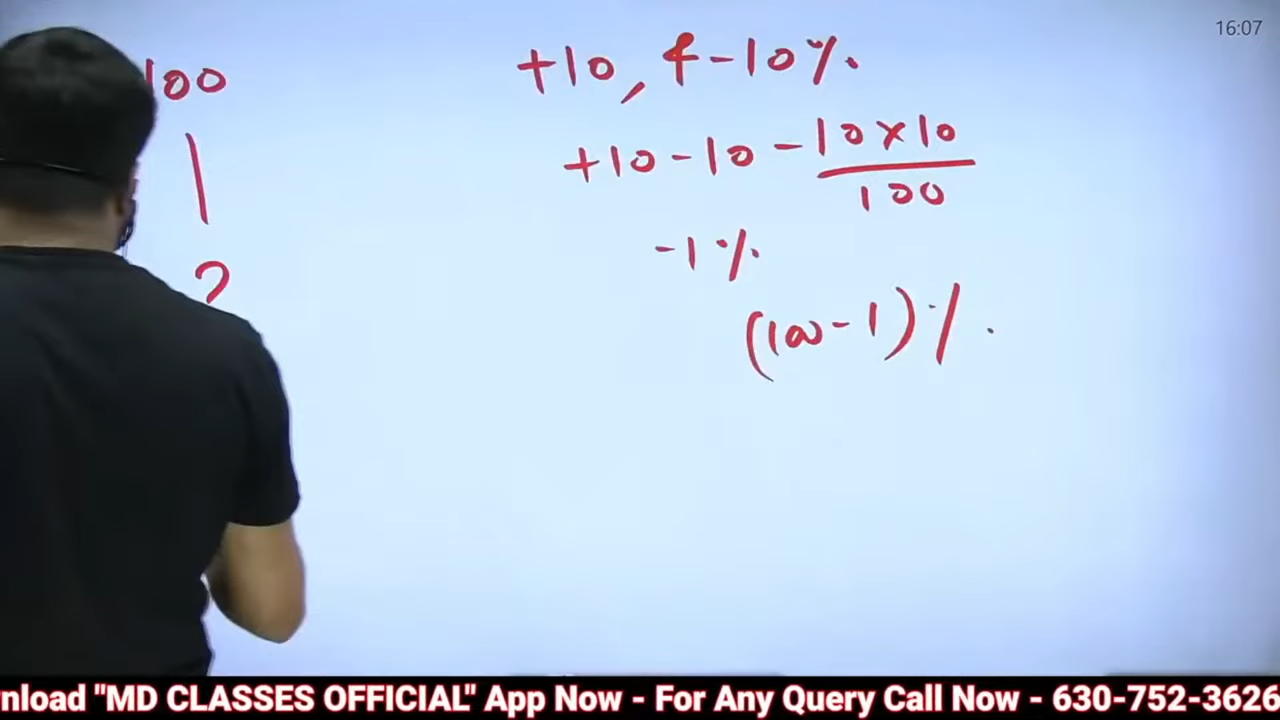 16:07
100
?
+10, & -10%.
+10 - 10 - 10 × 10
100
-1%
(100 - 1)%.
nload "MD CLASSES OFFICIAL" App Now - For Any Query Call Now - 630-752-3626